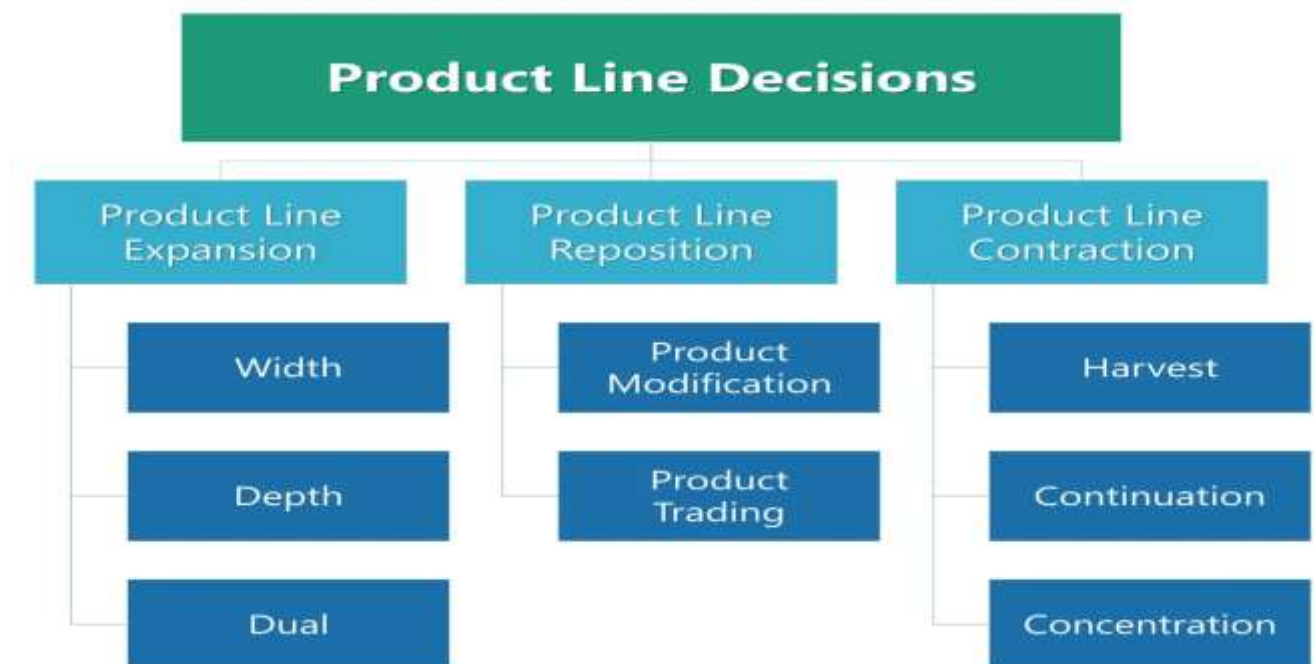 Product Line Decisions
Product Line
Expansion
Width
Depth
Dual
Product Line
Reposition
Product
Modification
Product
Trading
Product Line
Contraction
Harvest
Continuation
Concentration